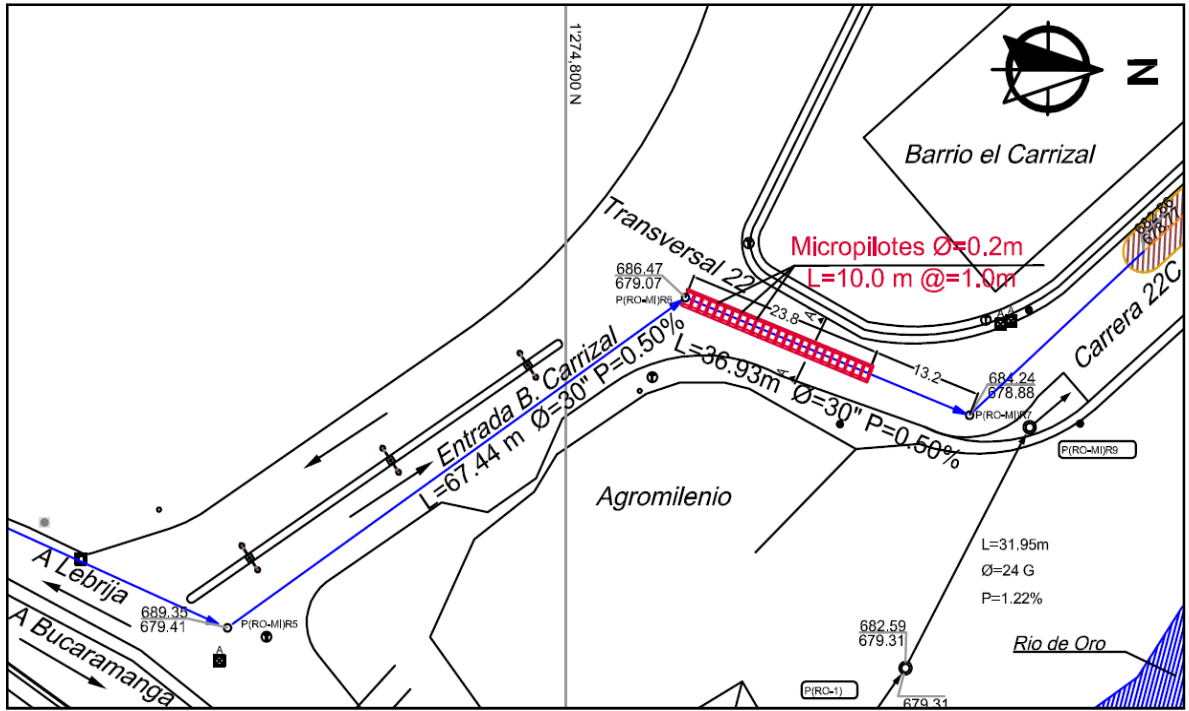 1'274,800 N
N
Barrio el Carrizal
Transversal 22
Micropilotes Ø=0.2m
L=10.0 m @=1.0m
682.86
686.47
679.07
P(RO-MI)R6
23.8
A
A
13.2
L=36.93m Ø=30" P=0.50%
Carrera 22C
A A
684.24
678.88
P(RO-MI)R7
P(RO-MI)R9
Entrada B. Carrizal
L=67.44 m Ø=30" P=0.50%
Agromilenio
L=31.95m
Ø=24 G
P=1.22%
A Lebrija
A Bucaramanga
689.35
679.41
P(RO-MI)R5
A
682.59
679.31
P(RO-1)
679.31
Rio de Oro